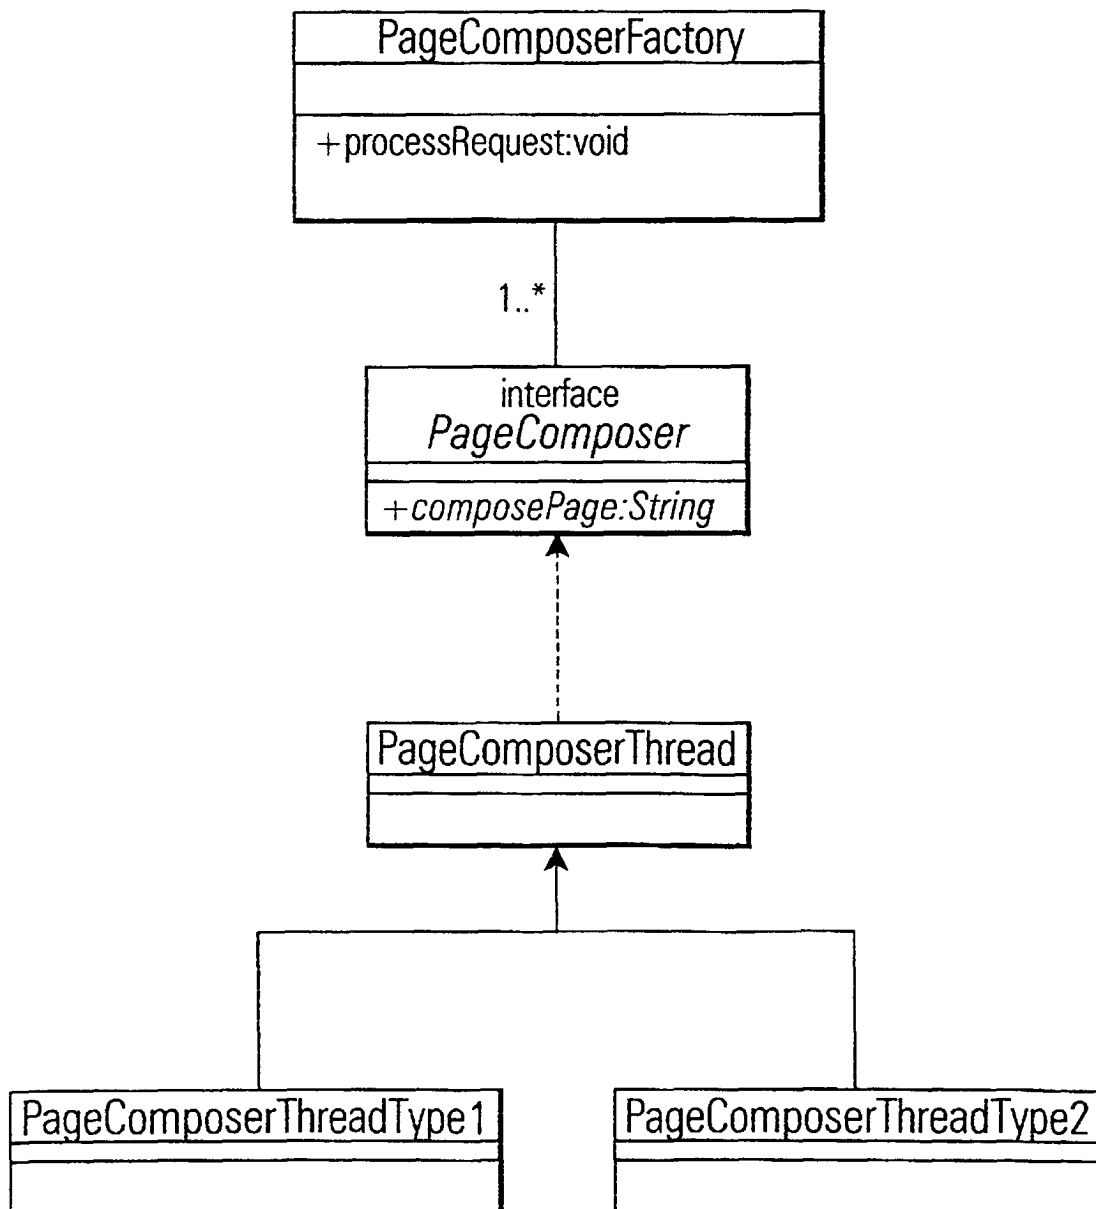 PageComposerFactory
+processRequest:void
1..*
interface
PageComposer
+composePage:String
PageComposerThread
PageComposerThreadType1
PageComposerThreadType2